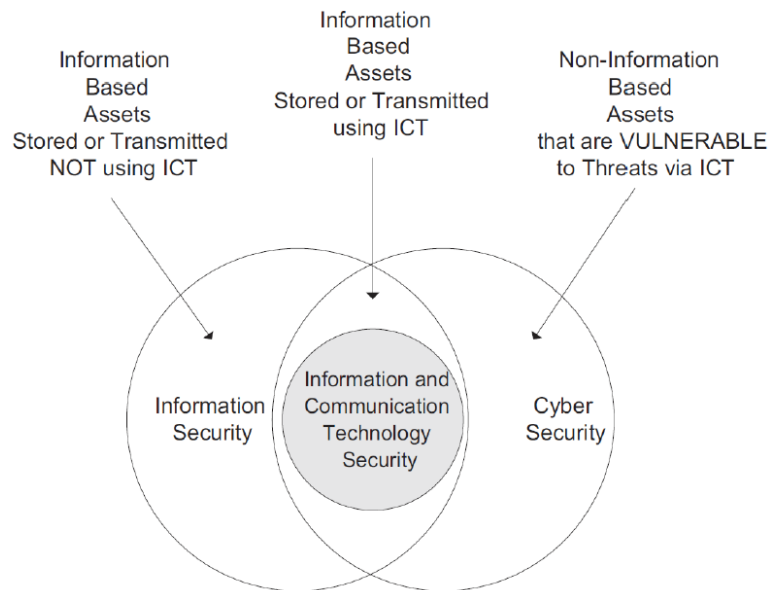 Information
Based
Assets
Stored or Transmitted
NOT using ICT
Information
Based
Assets
Stored or Transmitted
using ICT
Non-Information
Based
Assets
that are VULNERABLE
to Threats via ICT
Information
Security
Information and
Communication
Technology
Security
Cyber
Security